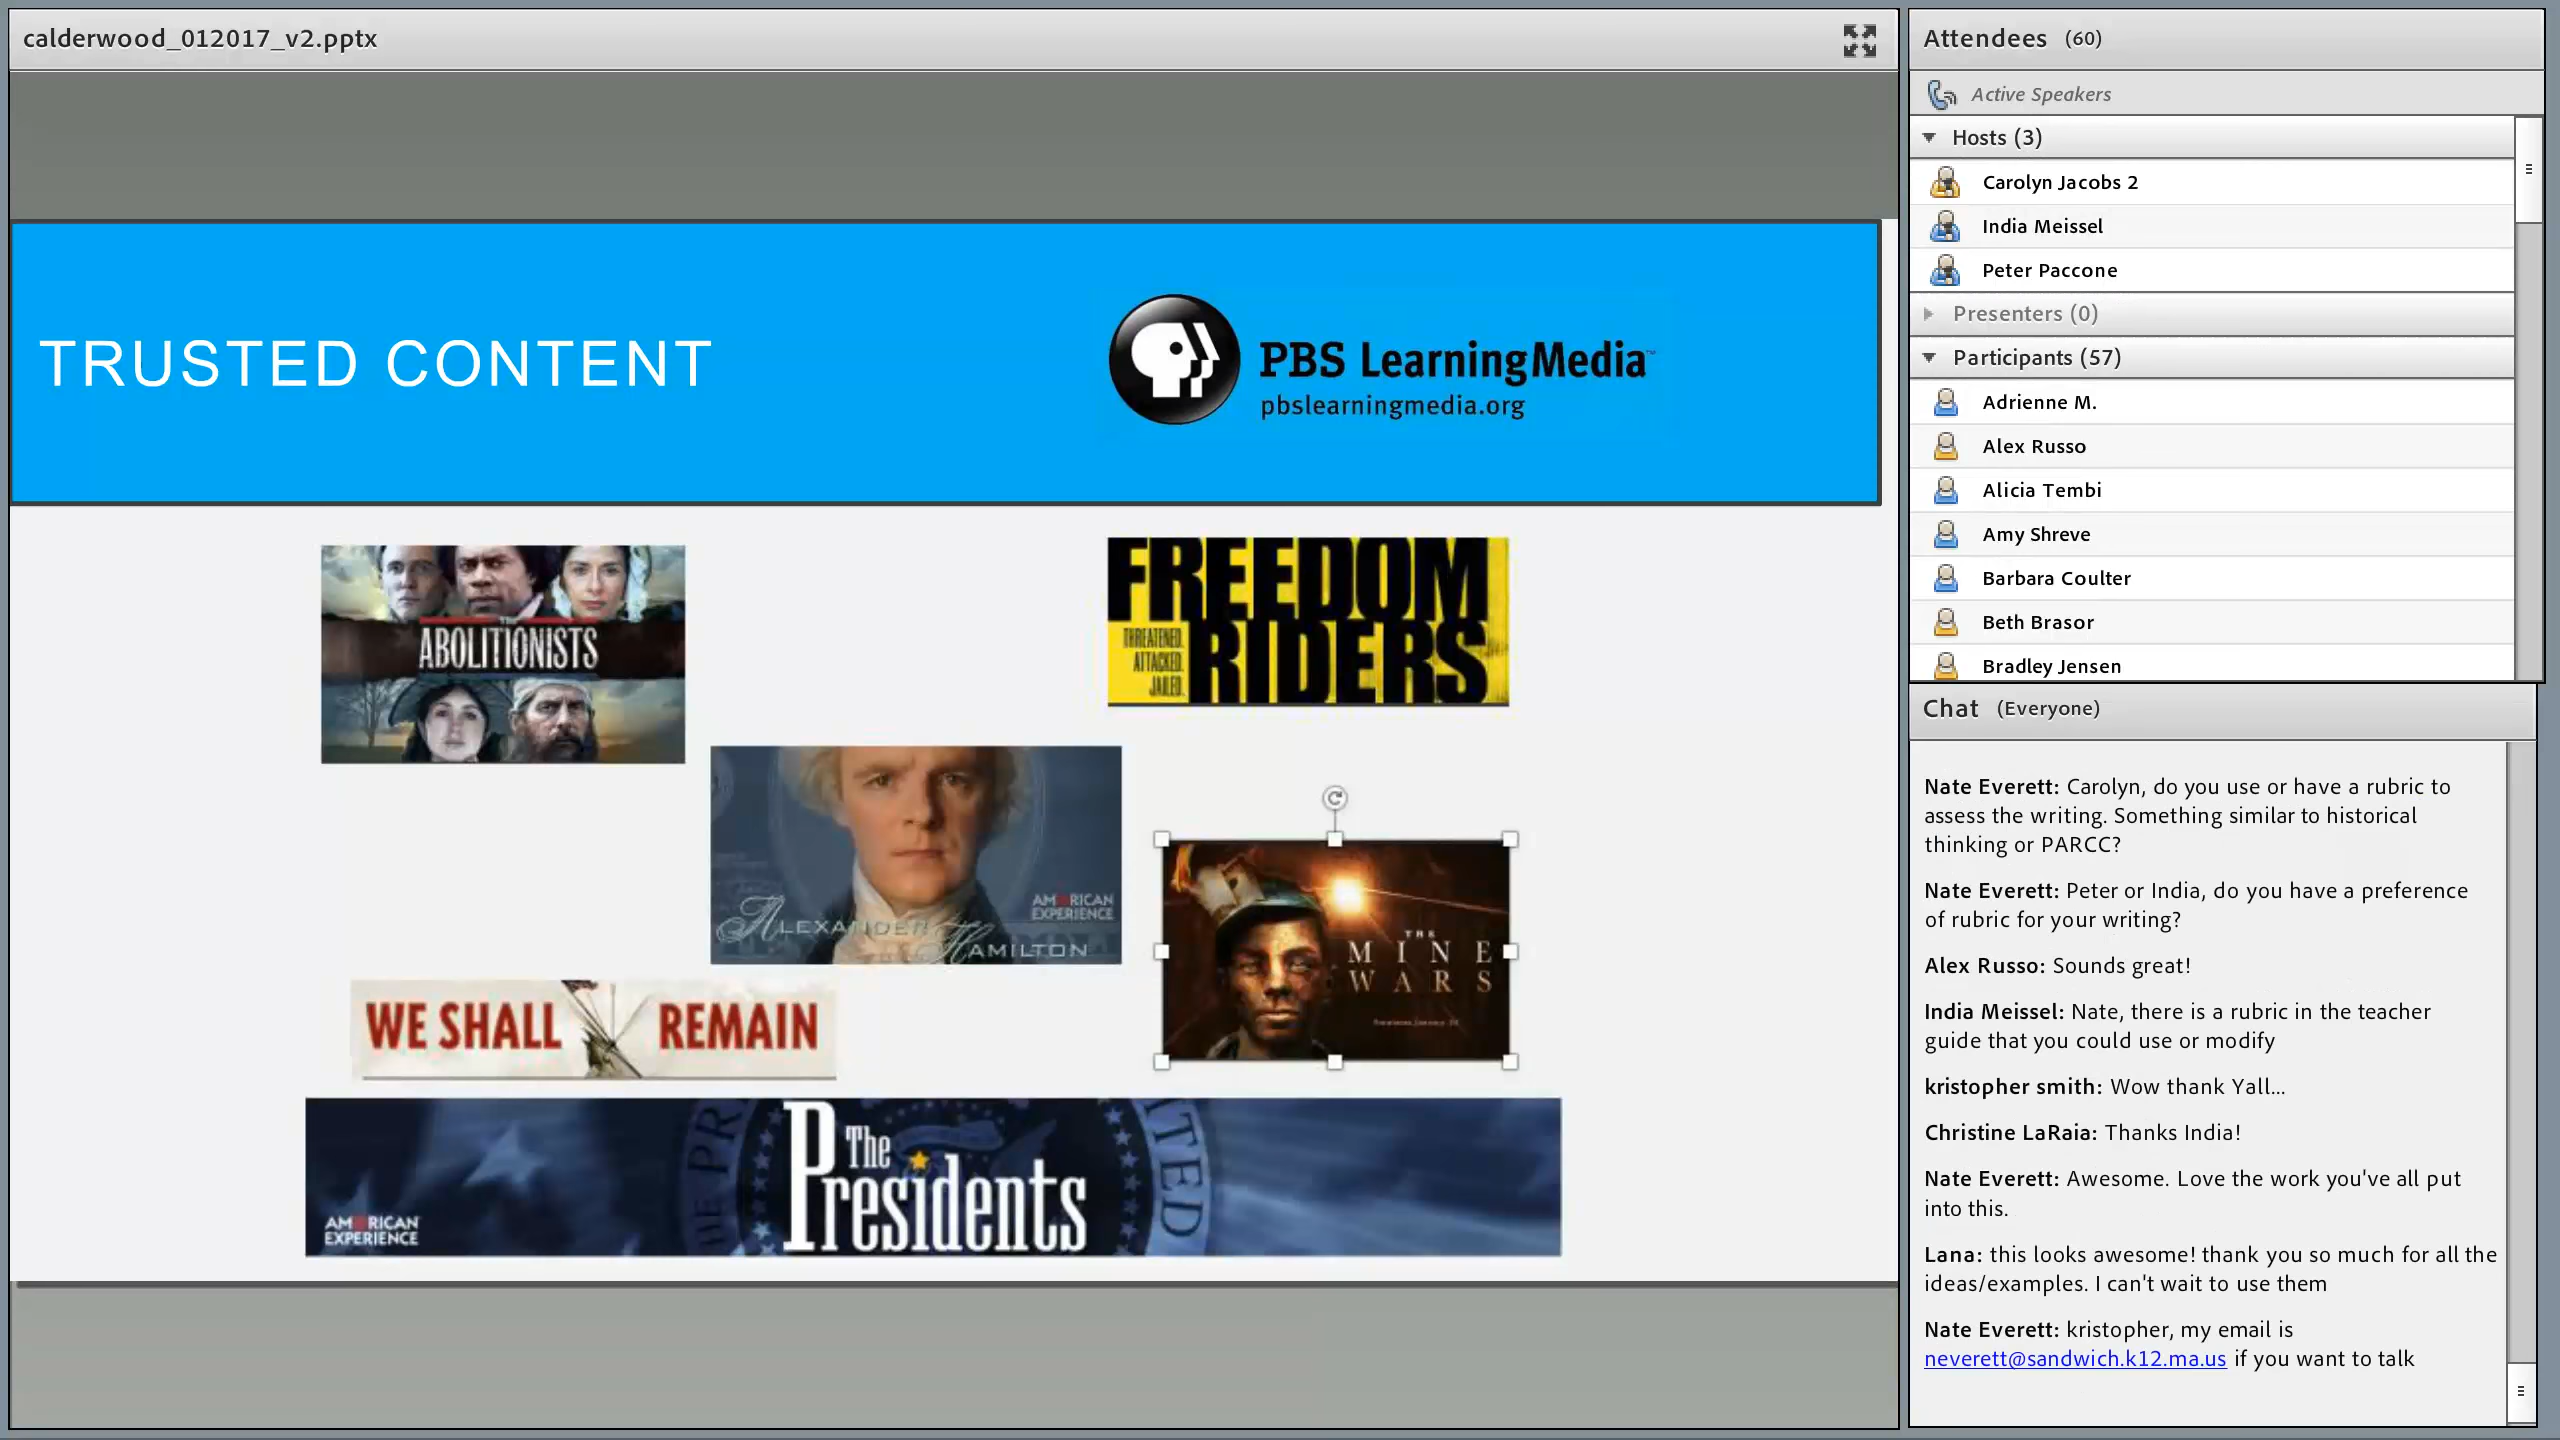 calderwood_012017_v2.pptx
TRUSTED CONTENT
PBS LearningMedia™
pbslearningmedia.org
THE
ABOLITIONISTS
FREEDOM
RIDERS
THREATENED.
ATTACKED.
JAILED.
AMERICAN
EXPERIENCE
ALEXANDER
HAMILTON
THE
MINE
WARS
WE SHALL REMAIN
The
Presidents
AMERICAN
EXPERIENCE
Attendees (60)
Active Speakers
Hosts (3)
Carolyn Jacobs 2
India Meissel
Peter Paccone
Presenters (0)
Participants (57)
Adrienne M.
Alex Russo
Alicia Tembi
Amy Shreve
Barbara Coulter
Beth Brasor
Bradley Jensen
Chat (Everyone)
Nate Everett: Carolyn, do you use or have a rubric to
assess the writing. Something similar to historical
thinking or PARCC?
Nate Everett: Peter or India, do you have a preference
of rubric for your writing?
Alex Russo: Sounds great!
India Meissel: Nate, there is a rubric in the teacher
guide that you could use or modify
kristopher smith: Wow thank Yall...
Christine LaRaia: Thanks India!
Nate Everett: Awesome. Love the work you've all put
into this.
Lana: this looks awesome! thank you so much for all the
ideas/examples. I can't wait to use them
Nate Everett: kristopher, my email is
neverett@sandwich.k12.ma.us if you want to talk